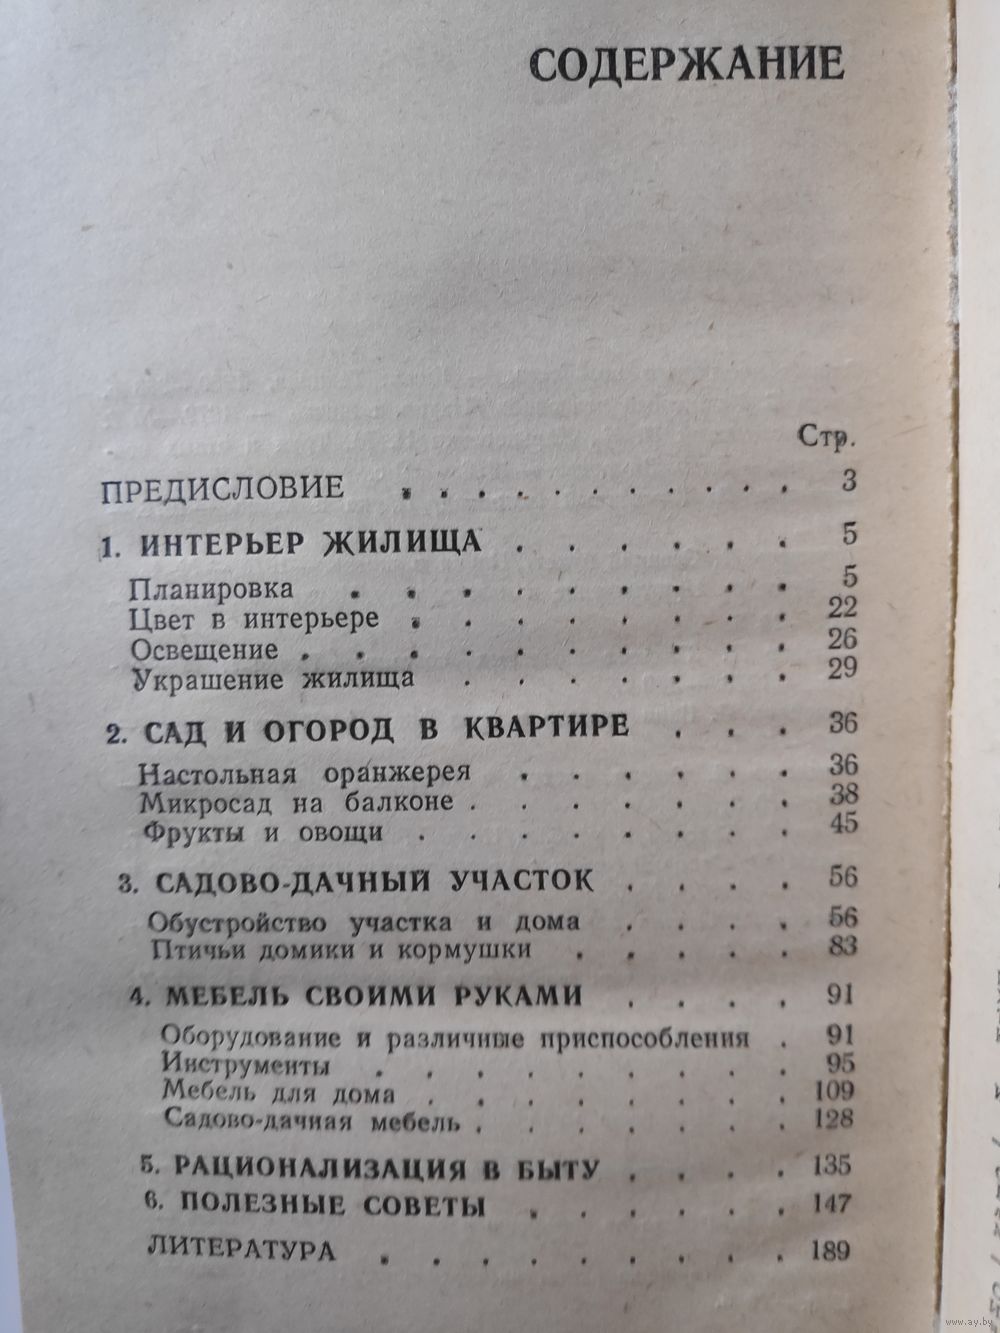 СОДЕРЖАНИЕ
Стр.
ПРЕДИСЛОВИЕ . . . . . . . . . . . 3
1. ИНТЕРЬЕР ЖИЛИЩА . . . . . . 5
Планировка . . . . . . . . . 5
Цвет в интерьере . . . . . . . . 22
Освещение . . . . . . . . . . 26
Украшение жилища . . . . . . . 29
2. САД И ОГОРОД В КВАРТИРЕ . . . 36
Настольная оранжерея . . . . . . 36
Микросад на балконе . . . . . . . 38
Фрукты и овощи . . . . . . . . 45
3. САДОВО-ДАЧНЫЙ УЧАСТОК . . . . 56
Обустройство участка и дома . . . . 56
Птичьи домики и кормушки . . . . . 83
4. МЕБЕЛЬ СВОИМИ РУКАМИ . . . . 91
Оборудование и различные приспособления . 91
Инструменты . . . . . . . . . 95
Мебель для дома . . . . . . . . 109
Садово-дачная мебель . . . . . . . 128
5. РАЦИОНАЛИЗАЦИЯ В БЫТУ . . . . 135
6. ПОЛЕЗНЫЕ СОВЕТЫ . . . . . . 147
ЛИТЕРАТУРА . . . . . . . . . 189
www.ay.by